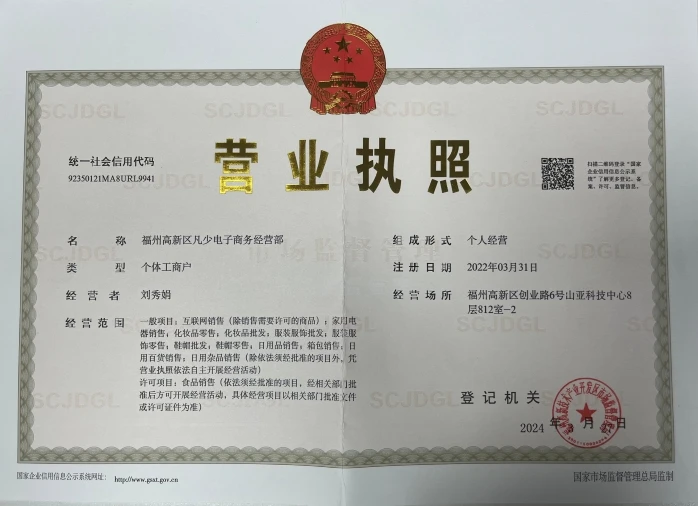 营业执照
统一社会信用代码
92350121MA8URL9941
扫描二维码登录“国家
企业信用信息公示系
统”了解更多登记、备
案、许可、监管信息。
名称 福州高新区凡少电子商务经营部
类型 个体工商户
经营者 刘秀娟
经营范围 一般项目：互联网销售（除销售需要许可的商品）；家用电
器销售；化妆品零售；化妆品批发；服装服饰批发；服装服
饰零售；鞋帽批发；鞋帽零售；日用品销售；箱包销售；日
用百货销售；日用杂品销售（除依法须经批准的项目外，凭
营业执照依法自主开展经营活动）
许可项目：食品销售（依法须经批准的项目，经相关部门批
准后方可开展经营活动，具体经营项目以相关部门批准文件
或许可证件为准）
组成形式 个人经营
注册日期 2022年03月31日
经营场所 福州高新区创业路6号山亚科技中心8
层812室-2
登记机关
2024 年 月 27日
国家企业信用信息公示系统网址： http://www.gsxt.gov.cn
国家市场监督管理总局监制
SCJDGL
SCJDGL
SCJDGL
SCJDGL
市场监督管理